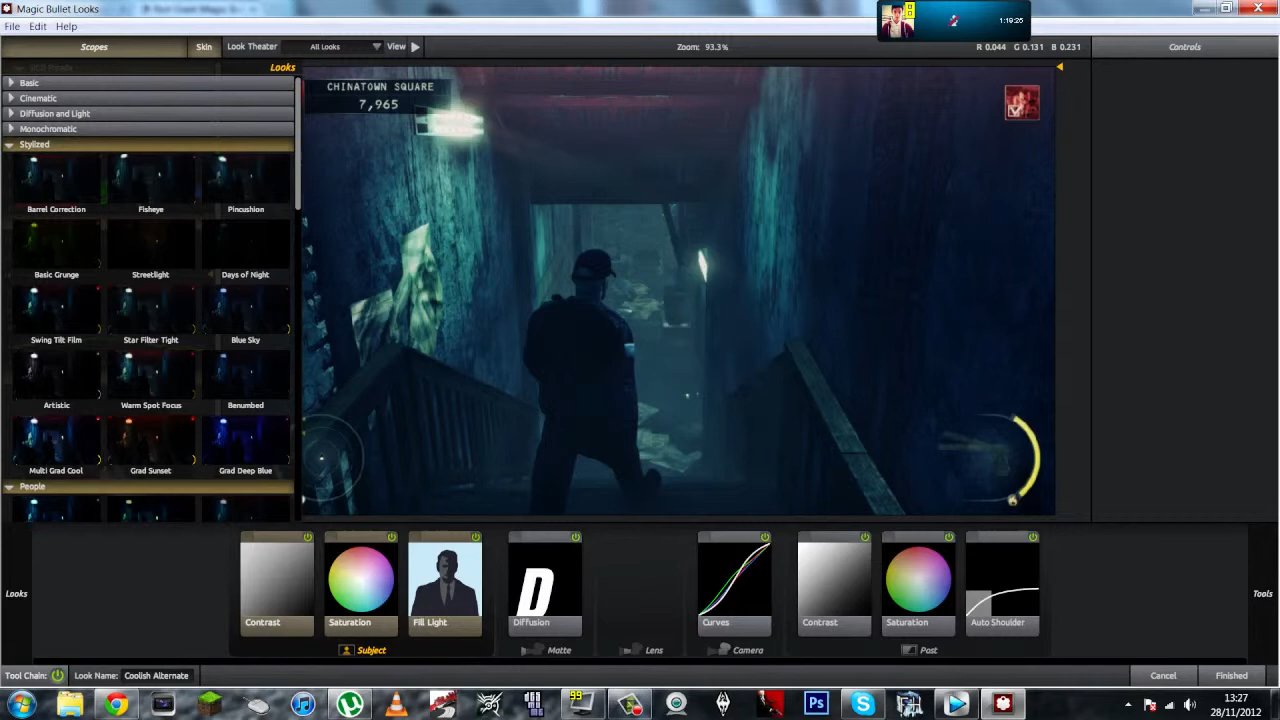 Magic Bullet Looks
1:19:26
File Edit Help
Scopes Skin Look Theater All Looks View Zoom: 93.3% R 0.044 G 0.131 B 0.231 Controls
Looks
Basic
Cinematic
Diffusion and Light
Monochromatic
Stylized
Barrel Correction Fisheye Pincushion
Basic Grunge Streetlight Days of Night
Swing Tilt Film Star Filter Tight Blue Sky
Artistic Warm Spot Focus Benumbed
Multi Grad Cool Grad Sunset Grad Deep Blue
People
CHINATOWN SQUARE
7,965
D
Looks Tools
Contrast Saturation Fill Light Diffusion Curves Contrast Saturation Auto Shoulder
Subject Matte Lens Camera Post
Tool Chain: Look Name: Coolish Alternate Cancel Finished
99
Ps
13:27
28/11/2012